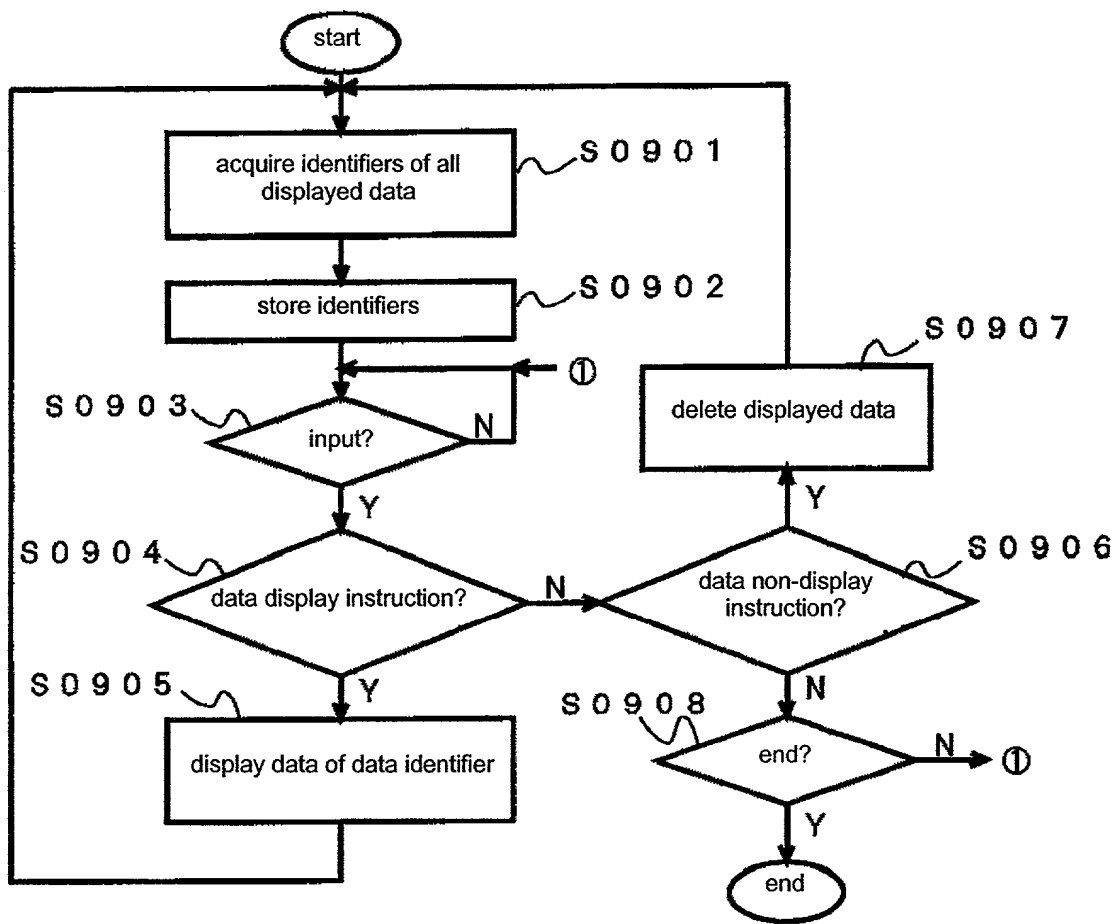 start
acquire identifiers of all
displayed data
S0901
store identifiers
S0902
①
S0903
input?
N
Y
S0904
data display instruction?
N
Y
S0905
display data of data identifier
S0907
delete displayed data
Y
S0906
data non-display
instruction?
N
S0908
end?
N
①
Y
end